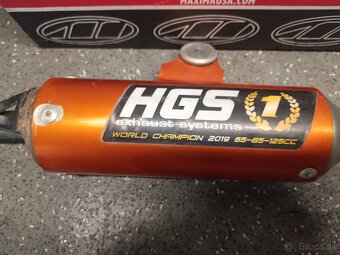 MAXIMAUSA.COM
HGS 1
exhaust systems
WORLD CHAMPION 2019 65-85-125CC
Bazos.sk